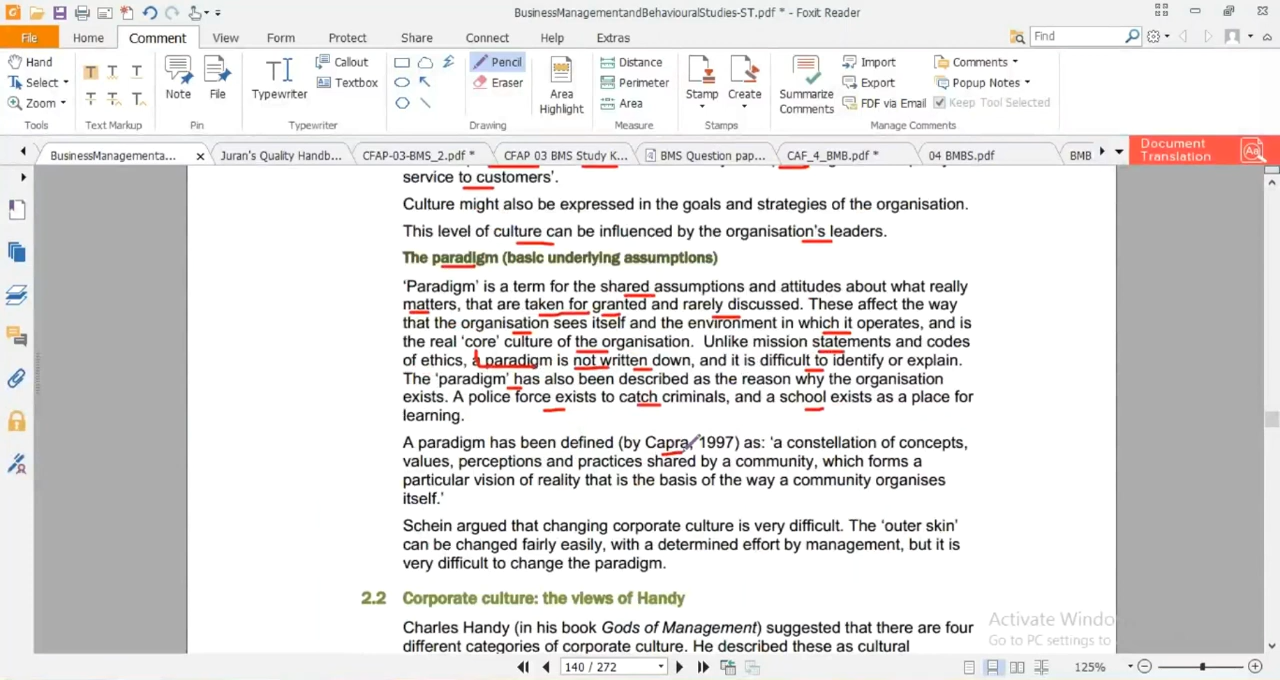 BusinessManagementandBehaviouralStudies-ST.pdf * - Foxit Reader
File Home Comment View Form Protect Share Connect Help Extras Find
Hand Callout Pencil Distance Import Comments
Select Textbox Eraser Perimeter Export Popup Notes
Zoom Note File Typewriter Area Highlight Area Stamp Create Summarize Comments FDF via Email Keep Tool Selected
Tools Text Markup Pin Typewriter Drawing Measure Stamps Manage Comments
BusinessManagementa... Juran's Quality Handb... CFAP-03-BMS_2.pdf * CFAP 03 BMS Study K... BMS Question pap... CAF_4_BMB.pdf * 04 BMBS.pdf BMB Document Translation
service to customers’.
Culture might also be expressed in the goals and strategies of the organisation.
This level of culture can be influenced by the organisation’s leaders.
The paradigm (basic underlying assumptions)
‘Paradigm’ is a term for the shared assumptions and attitudes about what really
matters, that are taken for granted and rarely discussed. These affect the way
that the organisation sees itself and the environment in which it operates, and is
the real ‘core’ culture of the organisation. Unlike mission statements and codes
of ethics, a paradigm is not written down, and it is difficult to identify or explain.
The ‘paradigm’ has also been described as the reason why the organisation
exists. A police force exists to catch criminals, and a school exists as a place for
learning.
A paradigm has been defined (by Capra 1997) as: ‘a constellation of concepts,
values, perceptions and practices shared by a community, which forms a
particular vision of reality that is the basis of the way a community organises
itself.’
Schein argued that changing corporate culture is very difficult. The ‘outer skin’
can be changed fairly easily, with a determined effort by management, but it is
very difficult to change the paradigm.
2.2 Corporate culture: the views of Handy
Charles Handy (in his book Gods of Management) suggested that there are four
different categories of corporate culture. He described these as cultural
Activate Windo
Go to PC settings to
140 / 272 125%